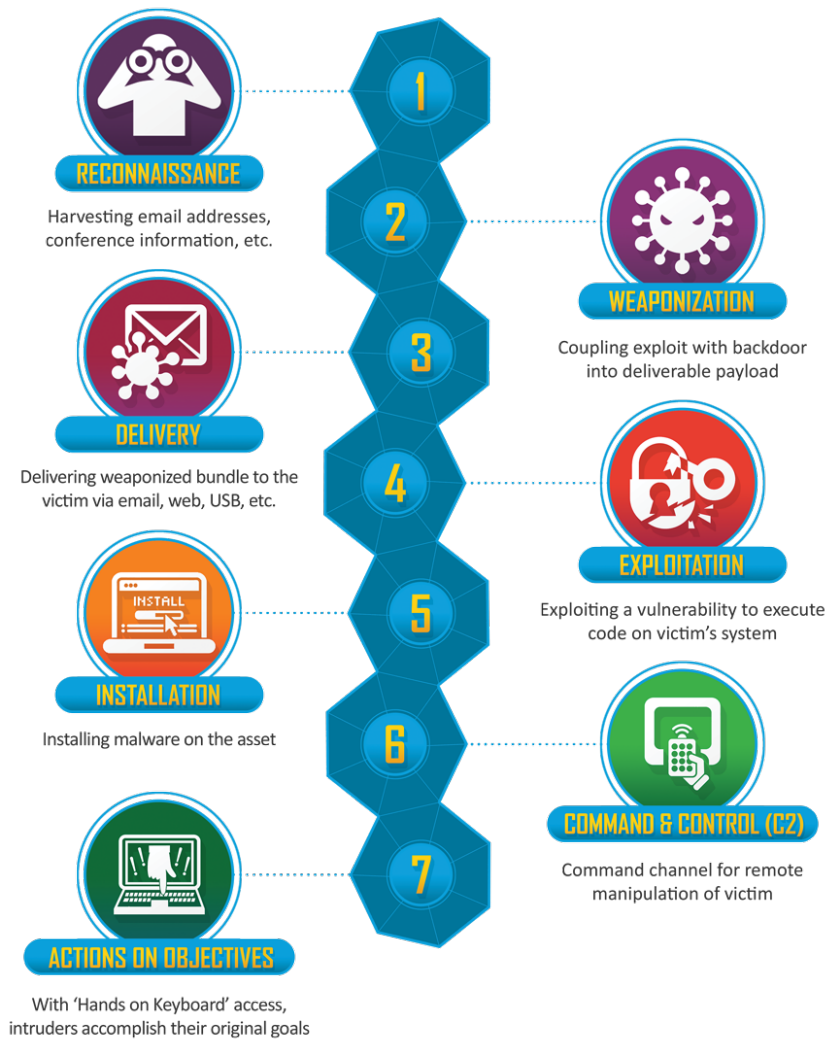 1
RECONNAISSANCE
Harvesting email addresses,
conference information, etc.
2
WEAPONIZATION
Coupling exploit with backdoor
into deliverable payload
3
DELIVERY
Delivering weaponized bundle to the
victim via email, web, USB, etc.
4
EXPLOITATION
Exploiting a vulnerability to execute
code on victim’s system
5
INSTALL
INSTALLATION
Installing malware on the asset
6
COMMAND & CONTROL (C2)
Command channel for remote
manipulation of victim
7
ACTIONS ON OBJECTIVES
With ‘Hands on Keyboard’ access,
intruders accomplish their original goals